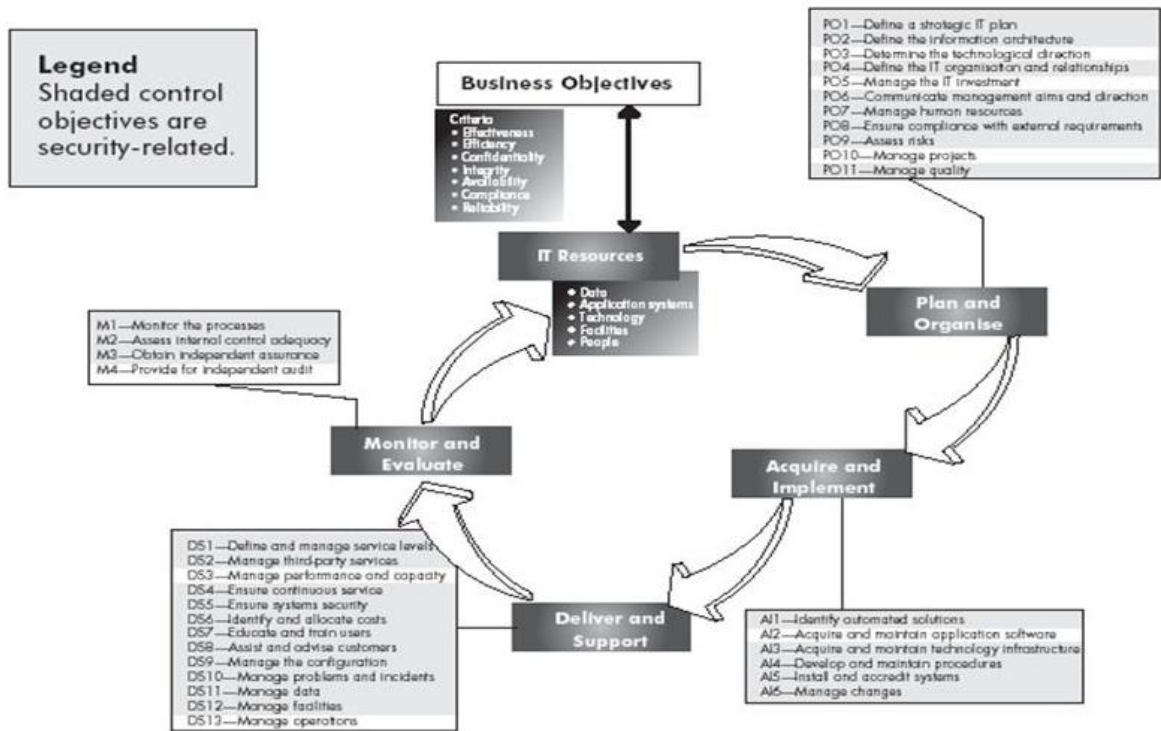 Legend
Shaded control
objectives are
security-related.
Business Objectives
Criteria
• Effectiveness
• Efficiency
• Confidentiality
• Integrity
• Availability
• Compliance
• Reliability
PO1—Define a strategic IT plan
PO2—Define the information architecture
PO3—Determine the technological direction
PO4—Define the IT organisation and relationships
PO5—Manage the IT investment
PO6—Communicate management aims and direction
PO7—Manage human resources
PO8—Ensure compliance with external requirements
PO9—Assess risks
PO10—Manage projects
PO11—Manage quality
IT Resources
• Data
• Application systems
• Technology
• Facilities
• People
Plan and
Organise
M1—Monitor the processes
M2—Assess internal control adequacy
M3—Obtain independent assurance
M4—Provide for independent audit
Monitor and
Evaluate
Acquire and
Implement
DS1—Define and manage service levels
DS2—Manage third-party services
DS3—Manage performance and capacity
DS4—Ensure continuous service
DS5—Ensure systems security
DS6—Identify and allocate costs
DS7—Educate and train users
DS8—Assist and advise customers
DS9—Manage the configuration
DS10—Manage problems and incidents
DS11—Manage data
DS12—Manage facilities
DS13—Manage operations
Deliver and
Support
AI1—Identify automated solutions
AI2—Acquire and maintain application software
AI3—Acquire and maintain technology infrastructure
AI4—Develop and maintain procedures
AI5—Install and accredit systems
AI6—Manage changes